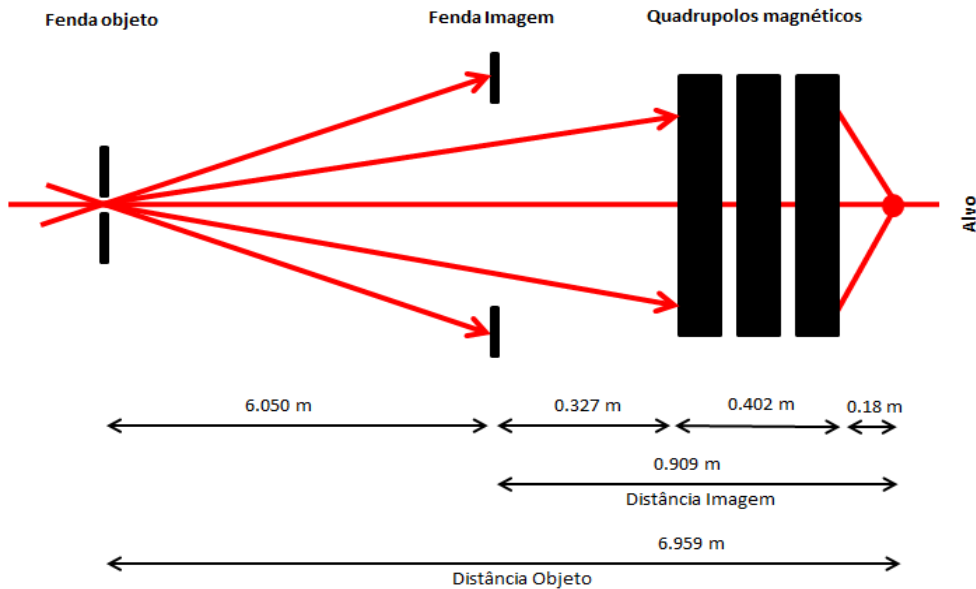 Fenda objeto
Fenda Imagem
Quadrupolos magnéticos
Alvo
6.050 m
0.327 m
0.402 m
0.18 m
0.909 m
Distância Imagem
6.959 m
Distância Objeto